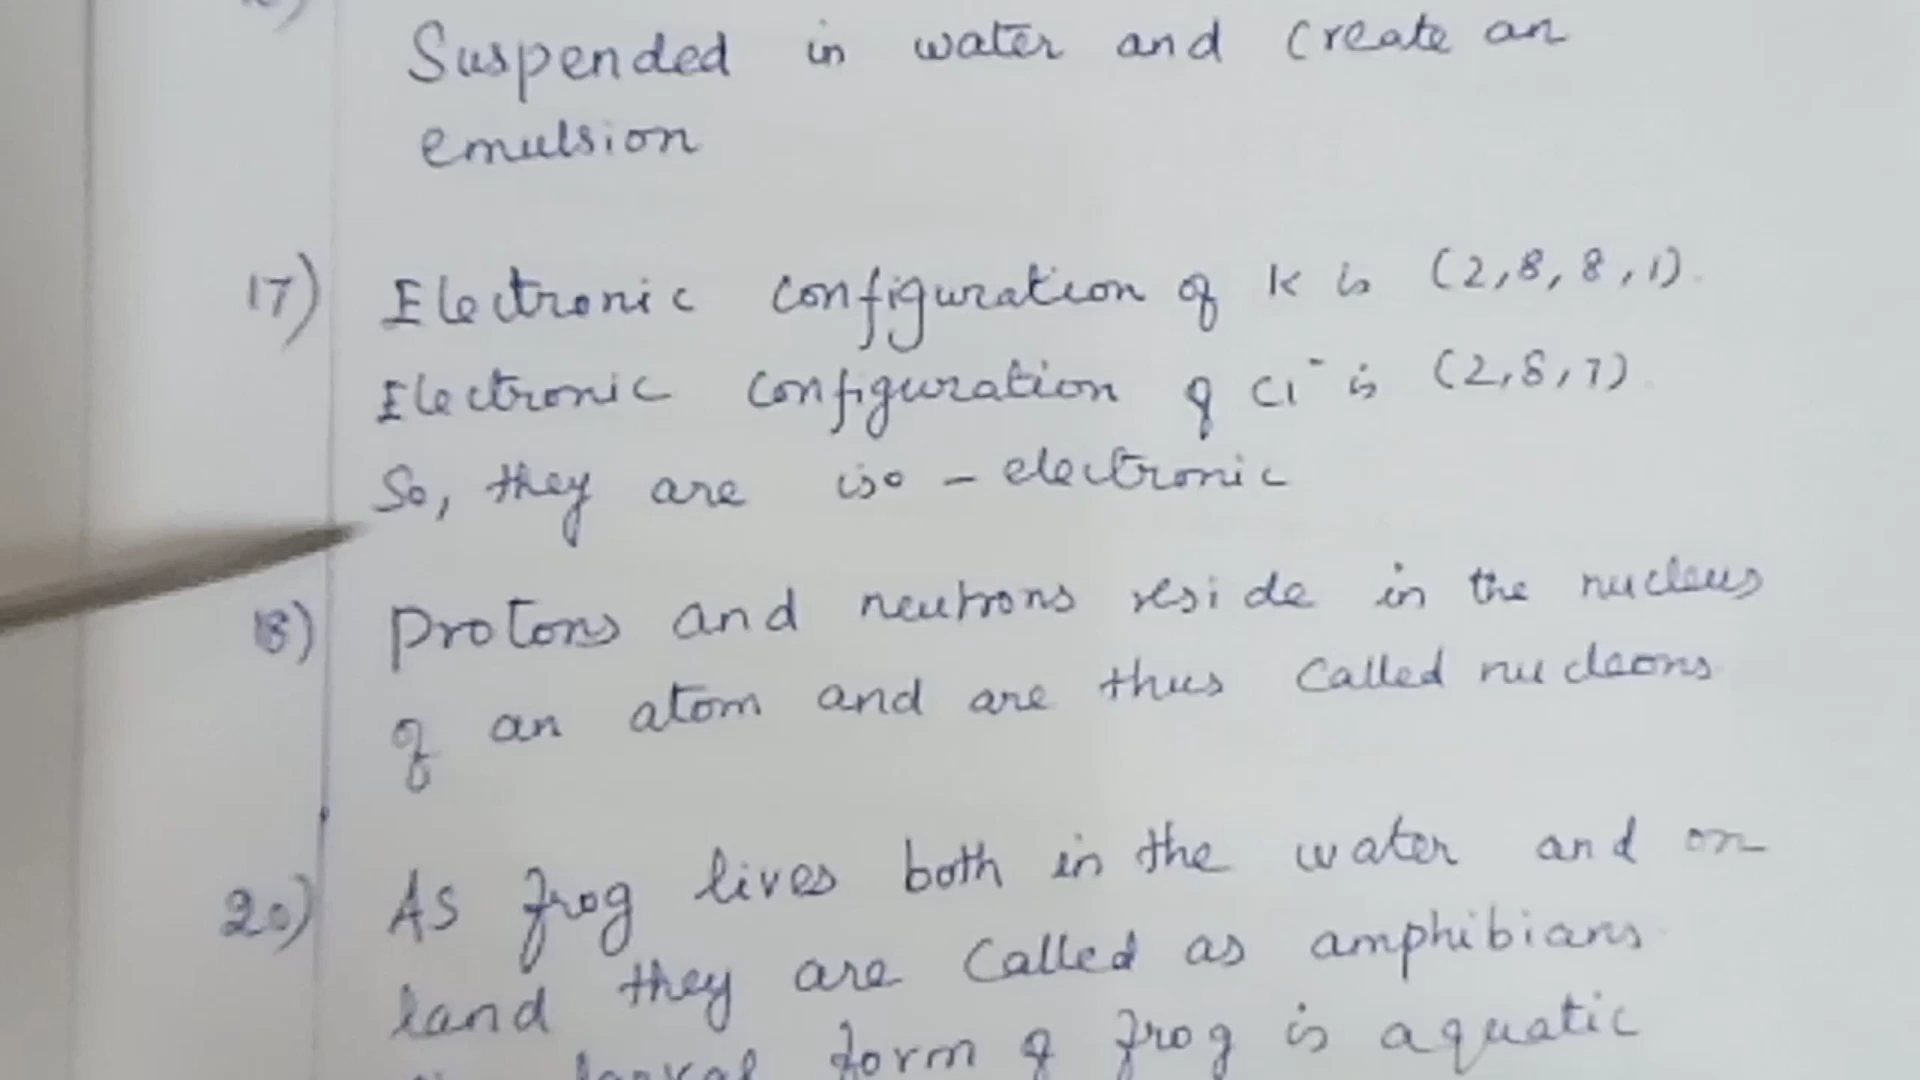 Suspended in water and create an
emulsion
17) Electronic configuration of K is (2,8,8,1).
Electronic configuration of Cl⁻ is (2,8,7).
So, they are iso - electronic
18) Protons and neutrons reside in the nucleus
of an atom and are thus called nucleons
20) As frog lives both in the water and on
land they are called as amphibians
larval form of frog is aquatic